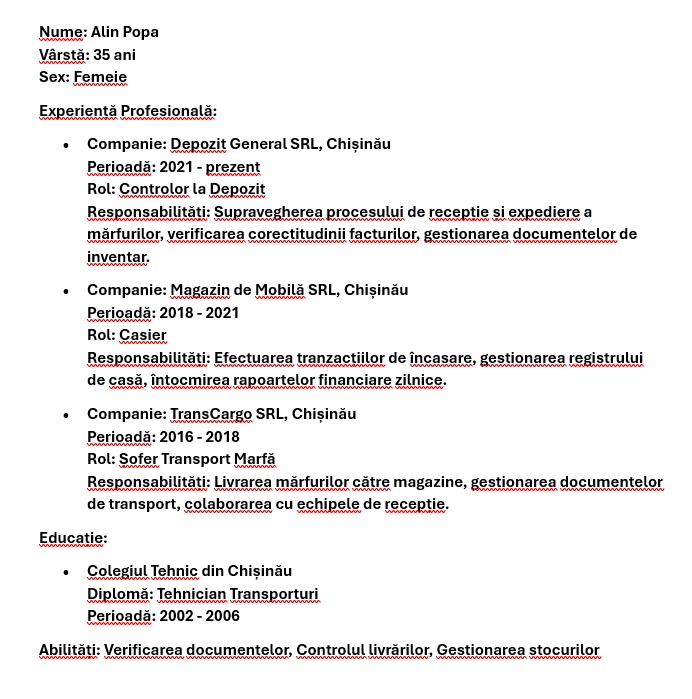 Nume: Alin Popa
Vârstă: 35 ani
Sex: Femeie
Experiență Profesională:
• Companie: Depozit General SRL, Chișinău
Perioadă: 2021 - prezent
Rol: Controlor la Depozit
Responsabilități: Supravegherea procesului de recepție și expediere a
mărfurilor, verificarea corectitudinii facturilor, gestionarea documentelor de
inventar.
• Companie: Magazin de Mobilă SRL, Chișinău
Perioadă: 2018 - 2021
Rol: Casier
Responsabilități: Efectuarea tranzacțiilor de încasare, gestionarea registrului
de casă, întocmirea rapoartelor financiare zilnice.
• Companie: TransCargo SRL, Chișinău
Perioadă: 2016 - 2018
Rol: Șofer Transport Marfă
Responsabilități: Livrarea mărfurilor către magazine, gestionarea documentelor
de transport, colaborarea cu echipele de recepție.
Educație:
• Colegiul Tehnic din Chișinău
Diplomă: Tehnician Transporturi
Perioadă: 2002 - 2006
Abilități: Verificarea documentelor, Controlul livrărilor, Gestionarea stocurilor